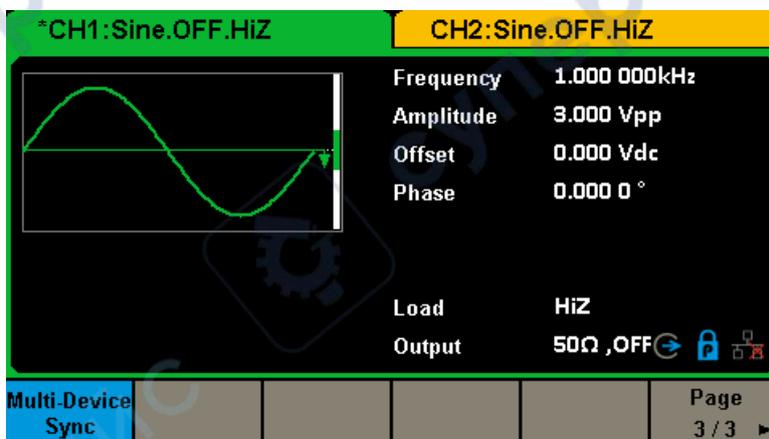 *CH1:Sine.OFF.HiZ
CH2:Sine.OFF.HiZ
Frequency 1.000 000kHz
Amplitude 3.000 Vpp
Offset 0.000 Vdc
Phase 0.000 0 °
Load HiZ
Output 50Ω ,OFF
Multi-Device
Sync
Page
3 / 3 ►